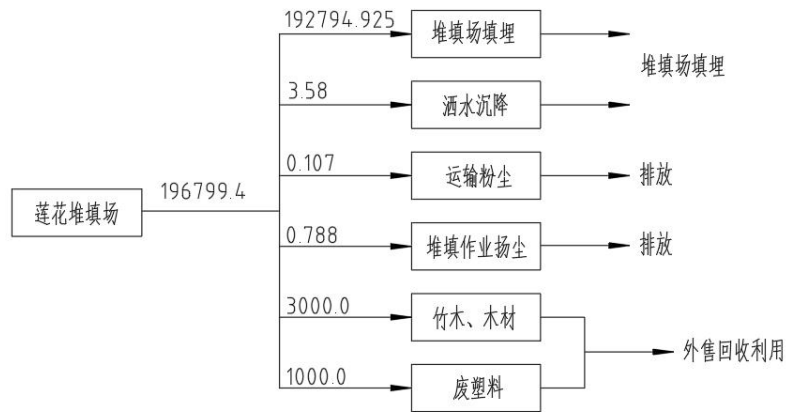 192794.925
堆填场填埋
堆填场填埋
3.58
洒水沉降
0.107
运输粉尘
排放
196799.4
莲花堆填场
0.788
堆填作业扬尘
排放
3000.0
竹木、木材
外售回收利用
1000.0
废塑料